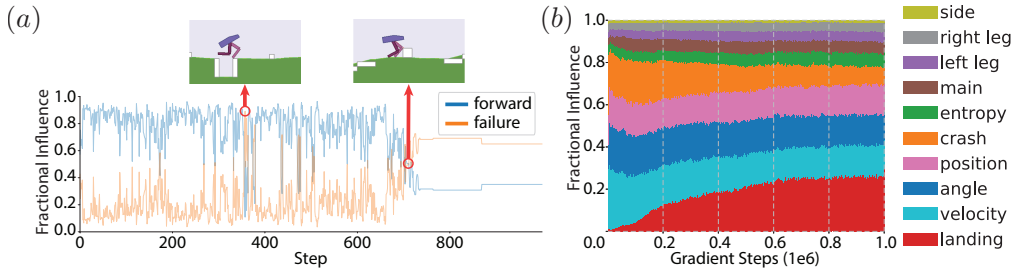 (a)
Fractional Influence
1.0
0.8
0.6
0.4
0.2
0.0
0
200
400
600
800
Step
forward
failure
(b)
Fractional Influence
1.0
0.8
0.6
0.4
0.2
0.0
0.2
0.4
0.6
0.8
1.0
Gradient Steps (1e6)
side
right leg
left leg
main
entropy
crash
position
angle
velocity
landing